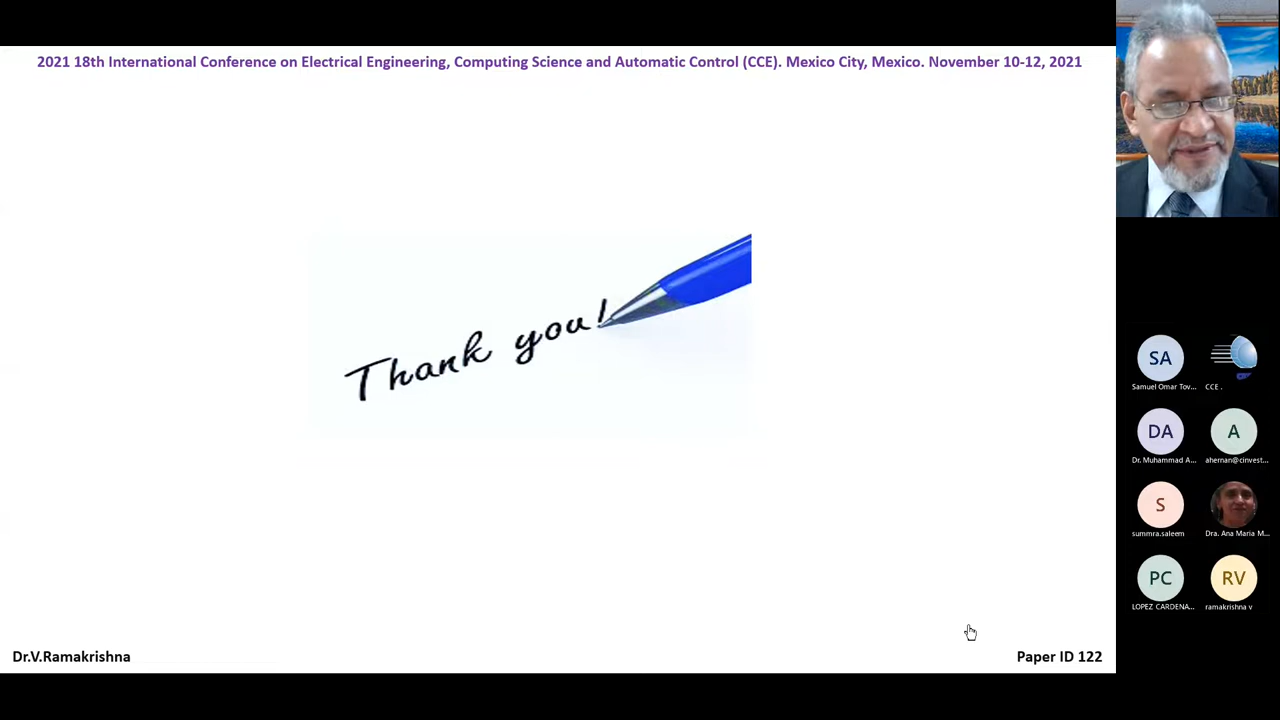 2021 18th International Conference on Electrical Engineering, Computing Science and Automatic Control (CCE). Mexico City, Mexico. November 10-12, 2021
Thank you!
SA
Samuel Omar Tov...
CCE .
DA
Dr. Muhammad A...
A
ahernan@cinvest...
S
summra.saleem
Dra. Ana Maria M...
PC
LOPEZ CARDENA...
RV
ramakrishna v
Dr.V.Ramakrishna
Paper ID 122